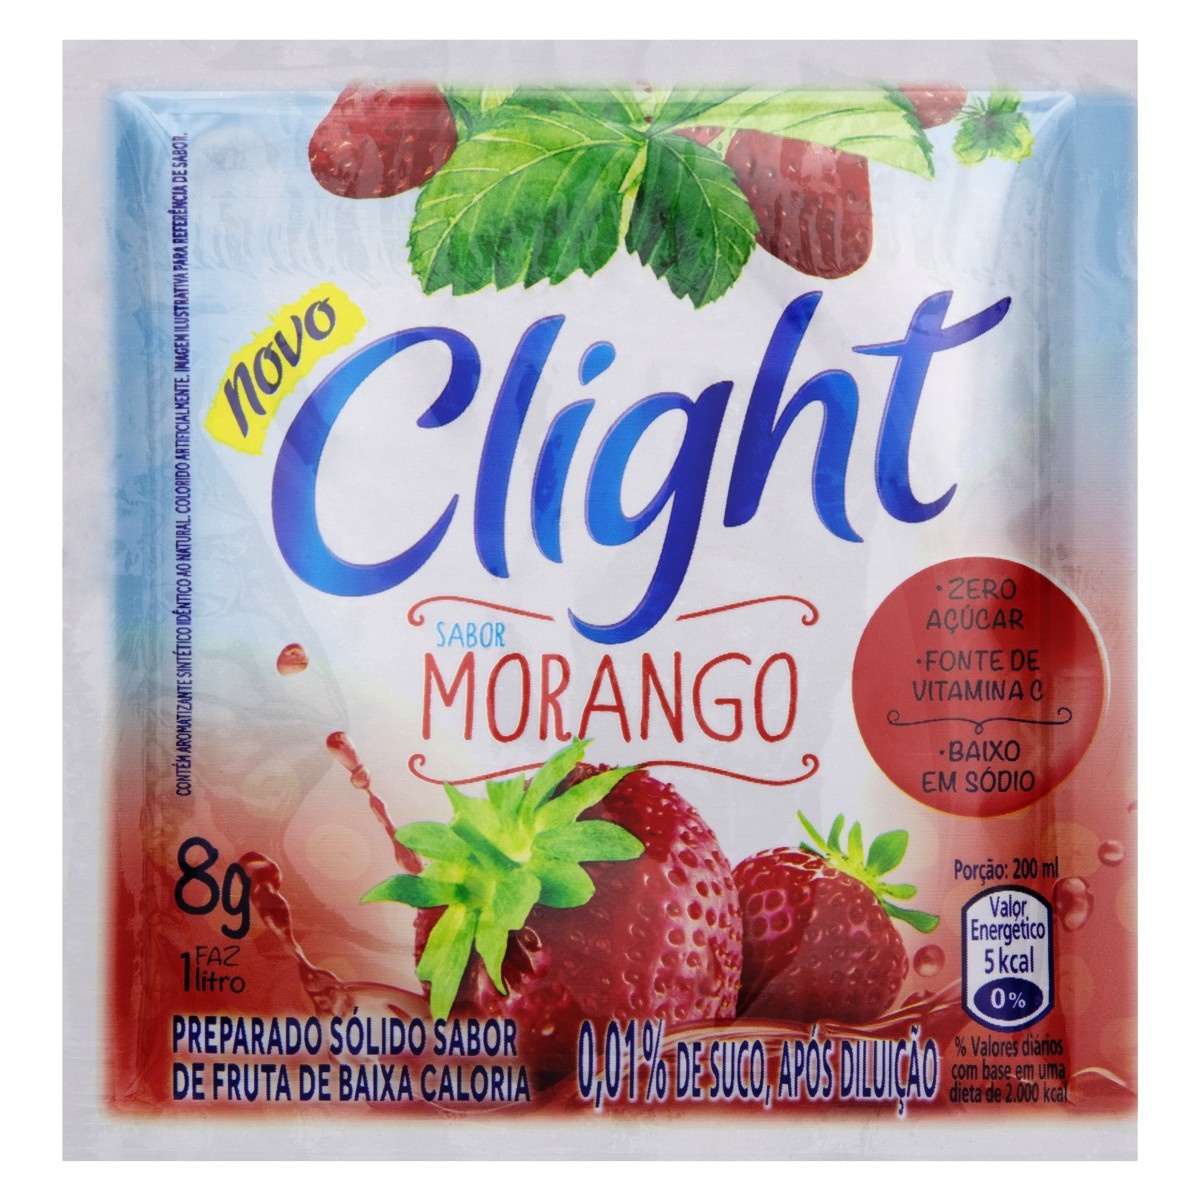 CONTÉM AROMATIZANTE SINTÉTICO IDÊNTICO AO NATURAL. COLORIDO ARTIFICIALMENTE. IMAGEM ILUSTRATIVA PARA REFERÊNCIA DE SABOR.
NOVO
Clight
SABOR
MORANGO
• ZERO
AÇÚCAR
• FONTE DE
VITAMINA C
• BAIXO
EM SÓDIO
8g
FAZ
1 litro
Porção: 200 ml
Valor
Energético
5 kcal
0%
PREPARADO SÓLIDO SABOR
DE FRUTA DE BAIXA CALORIA
0,01% DE SUCO, APÓS DILUIÇÃO
% Valores diários
com base em uma
dieta de 2.000 kcal